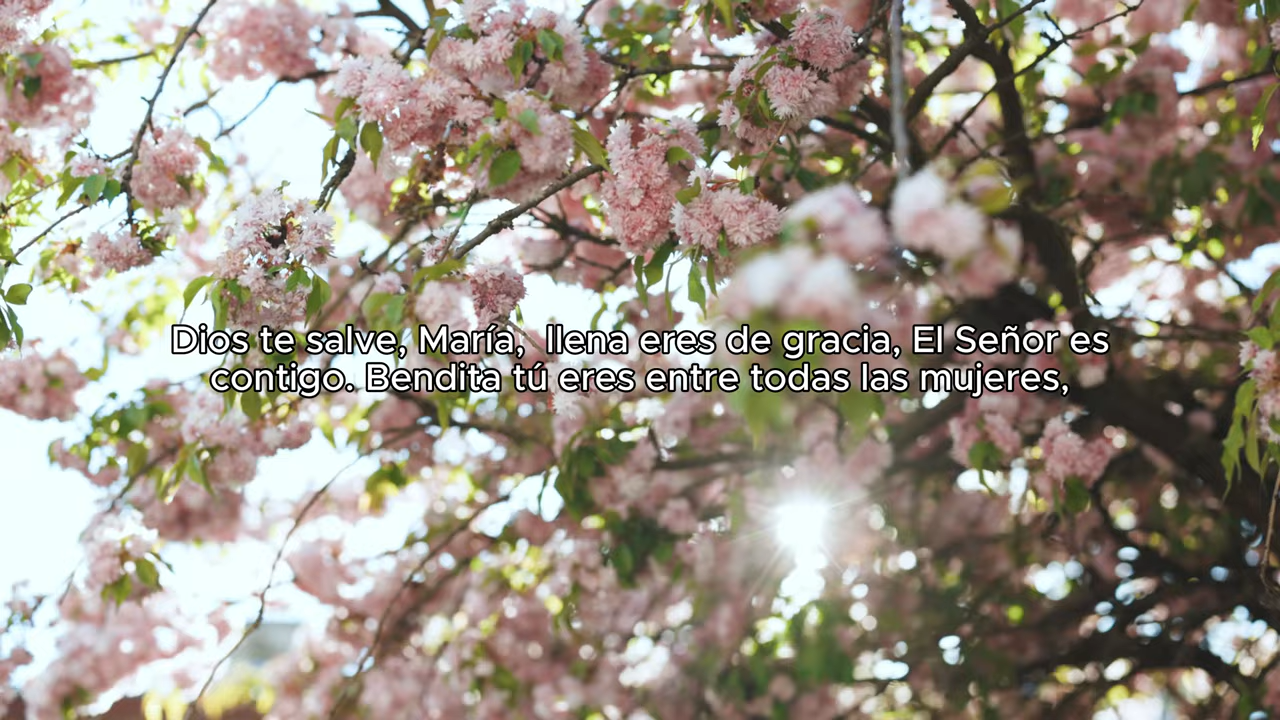 Dios te salve, María,  llena eres de gracia, El Señor es
contigo. Bendita tú eres entre todas las mujeres,